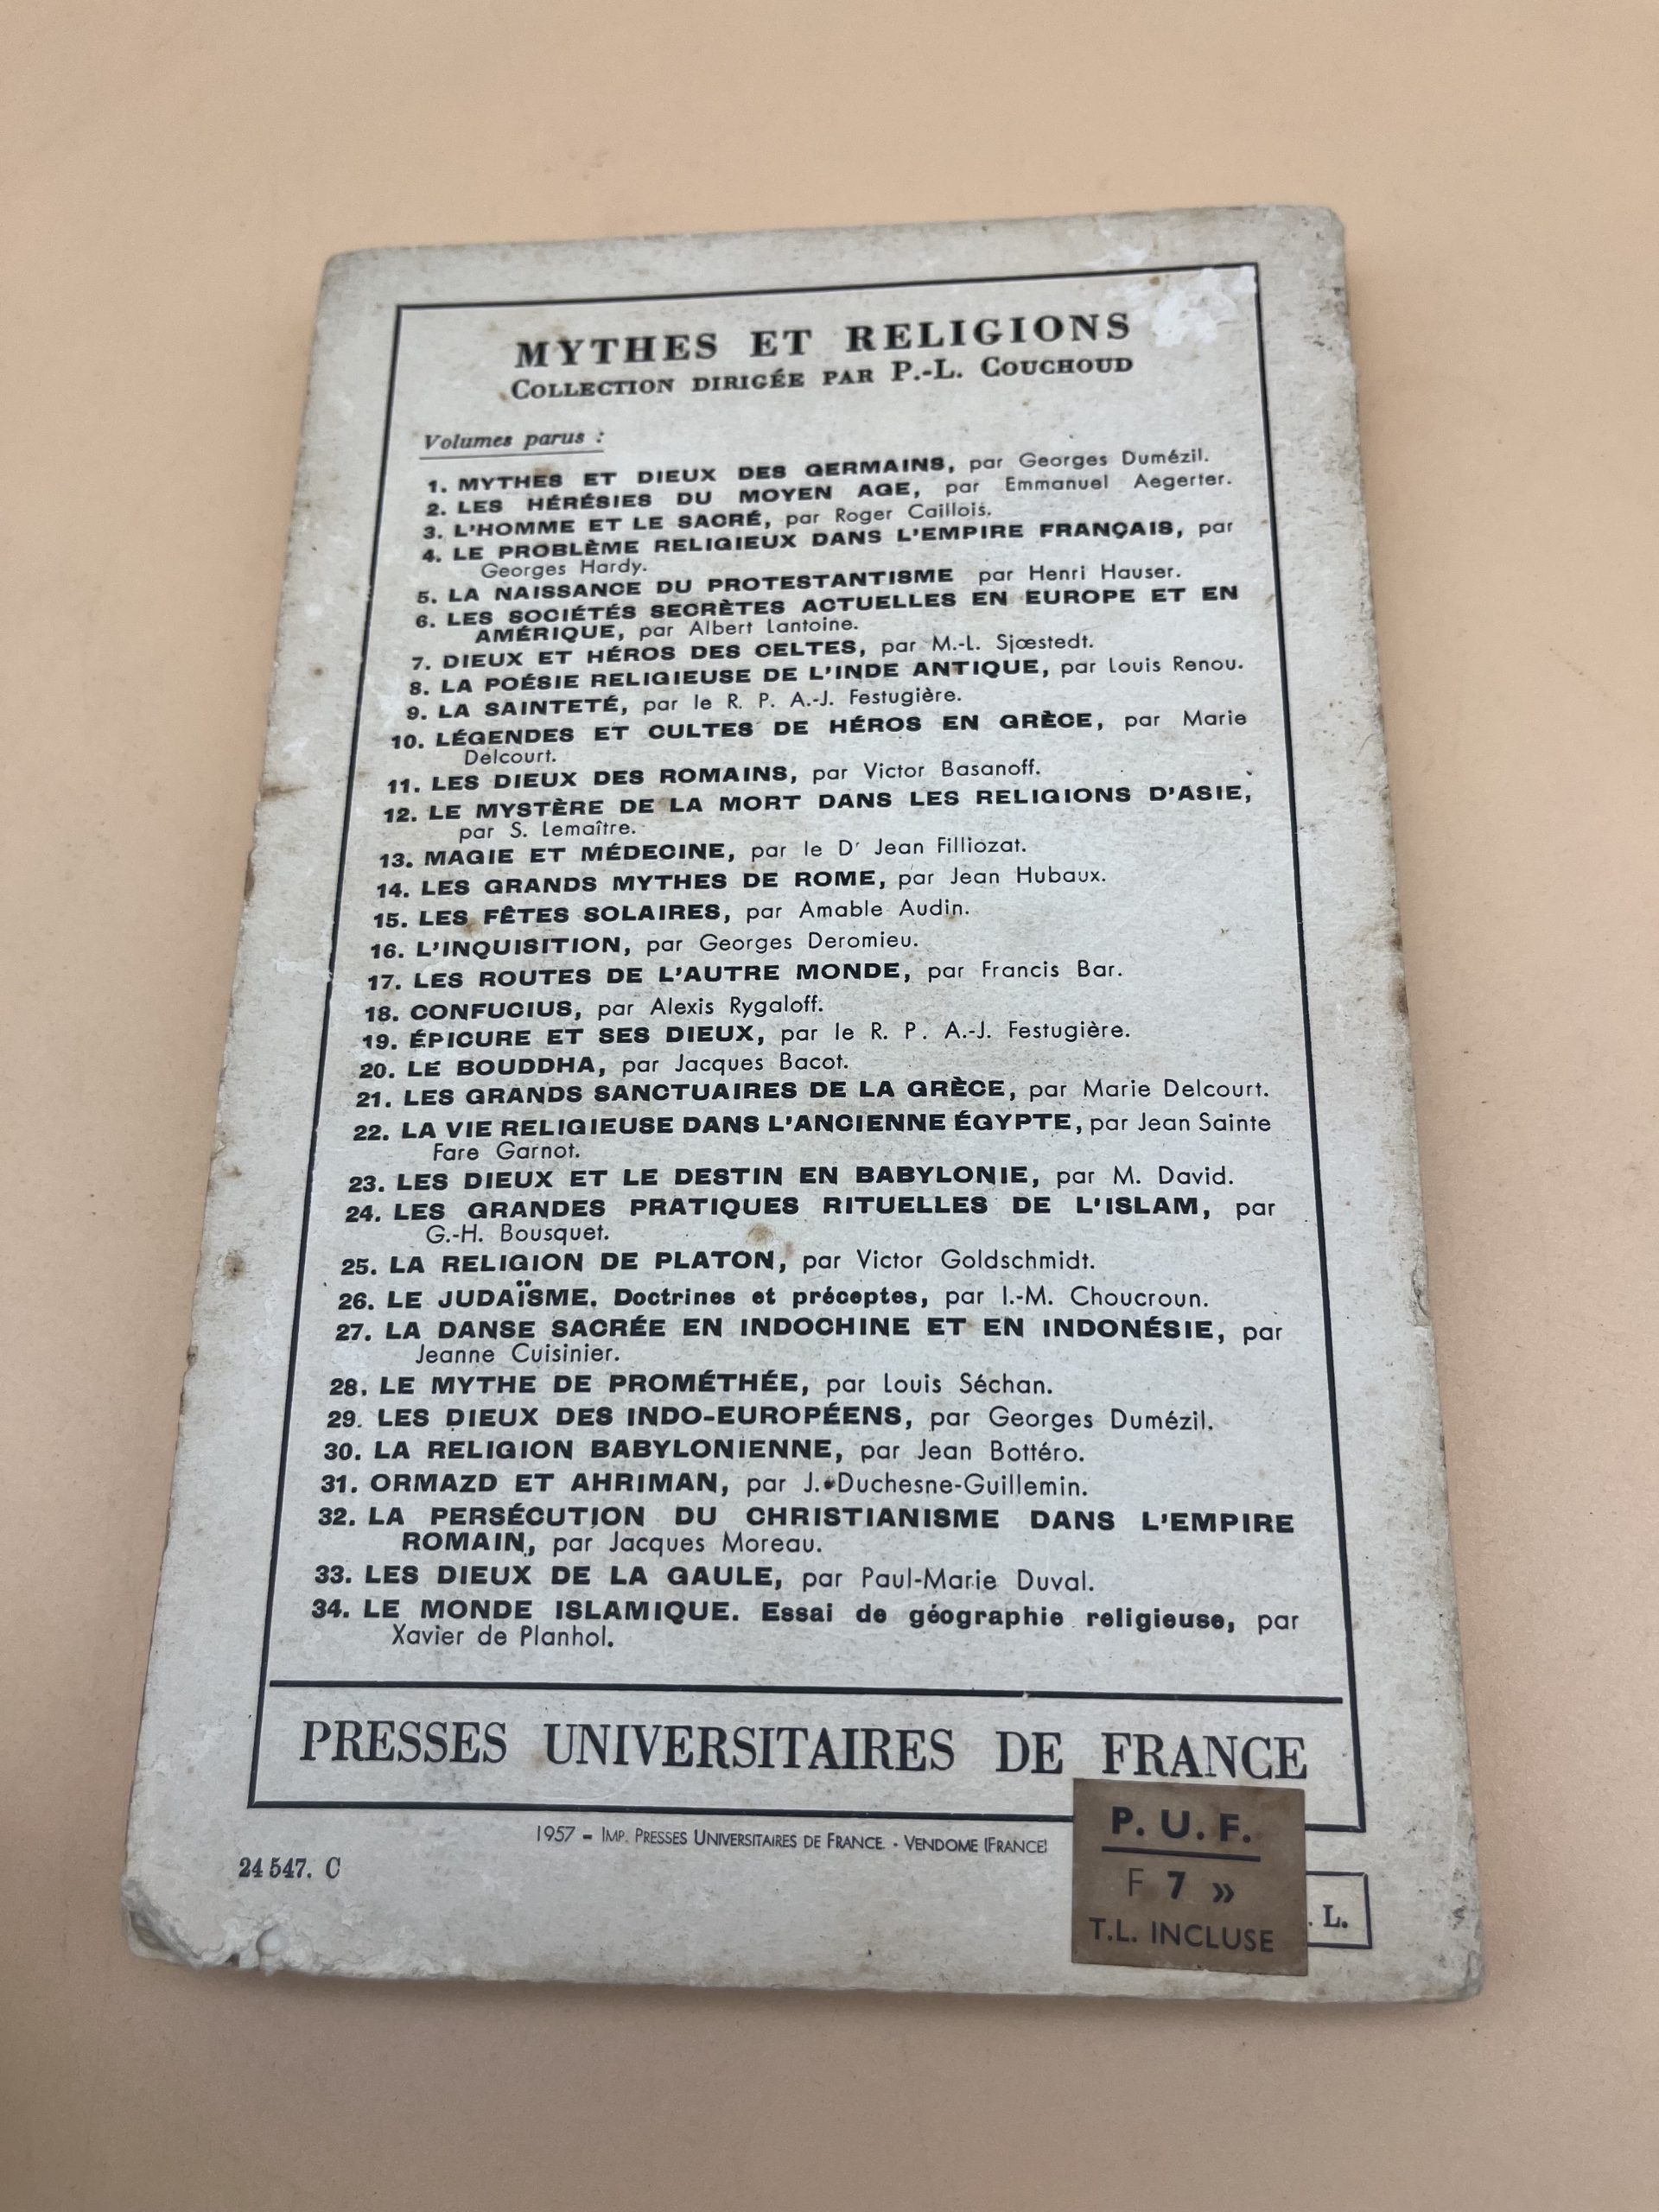 MYTHES ET RELIGIONS
COLLECTION DIRIGÉE PAR P.-L. COUCHOUD
Volumes parus :
1. MYTHES ET DIEUX DES GERMAINS, par Georges Dumézil.
2. LES HÉRÉSIES DU MOYEN AGE, par Emmanuel Aegerter.
3. L'HOMME ET LE SACRÉ, par Roger Caillois.
4. LE PROBLÈME RELIGIEUX DANS L'EMPIRE FRANÇAIS, par
Georges Hardy.
5. LA NAISSANCE DU PROTESTANTISME par Henri Hauser.
6. LES SOCIÉTÉS SECRÈTES ACTUELLES EN EUROPE ET EN
AMÉRIQUE, par Albert Lantoine.
7. DIEUX ET HÉROS DES CELTES, par M.-L. Sjœstedt.
8. LA POÉSIE RELIGIEUSE DE L'INDE ANTIQUE, par Louis Renou.
9. LA SAINTETÉ, par le R. P. A.-J. Festugière.
10. LÉGENDES ET CULTES DE HÉROS EN GRÈCE, par Marie
Delcourt.
11. LES DIEUX DES ROMAINS, par Victor Basanoff.
12. LE MYSTÈRE DE LA MORT DANS LES RELIGIONS D'ASIE,
par S. Lemaître.
13. MAGIE ET MÉDECINE, par le Dr Jean Filliozat.
14. LES GRANDS MYTHES DE ROME, par Jean Hubaux.
15. LES FÊTES SOLAIRES, par Amable Audin.
16. L'INQUISITION, par Georges Deromieu.
17. LES ROUTES DE L'AUTRE MONDE, par Francis Bar.
18. CONFUCIUS, par Alexis Rygaloff.
19. ÉPICURE ET SES DIEUX, par le R. P. A.-J. Festugière.
20. LE BOUDDHA, par Jacques Bacot.
21. LES GRANDS SANCTUAIRES DE LA GRÈCE, par Marie Delcourt.
22. LA VIE RELIGIEUSE DANS L'ANCIENNE ÉGYPTE, par Jean Sainte
Fare Garnot.
23. LES DIEUX ET LE DESTIN EN BABYLONIE, par M. David.
24. LES GRANDES PRATIQUES RITUELLES DE L'ISLAM, par
G.-H. Bousquet.
25. LA RELIGION DE PLATON, par Victor Goldschmidt.
26. LE JUDAÏSME. Doctrines et préceptes, par I.-M. Choucroun.
27. LA DANSE SACRÉE EN INDOCHINE ET EN INDONÉSIE, par
Jeanne Cuisinier.
28. LE MYTHE DE PROMÉTHÉE, par Louis Séchan.
29. LES DIEUX DES INDO-EUROPÉENS, par Georges Dumézil.
30. LA RELIGION BABYLONIENNE, par Jean Bottéro.
31. ORMAZD ET AHRIMAN, par J. Duchesne-Guillemin.
32. LA PERSÉCUTION DU CHRISTIANISME DANS L'EMPIRE
ROMAIN, par Jacques Moreau.
33. LES DIEUX DE LA GAULE, par Paul-Marie Duval.
34. LE MONDE ISLAMIQUE. Essai de géographie religieuse, par
Xavier de Planhol.
PRESSES UNIVERSITAIRES DE FRANCE
1957 - IMP. PRESSES UNIVERSITAIRES DE FRANCE. - VENDOME (FRANCE)
24 547. C
P. U. F.
F 7 »
T.L. INCLUSE
. L.